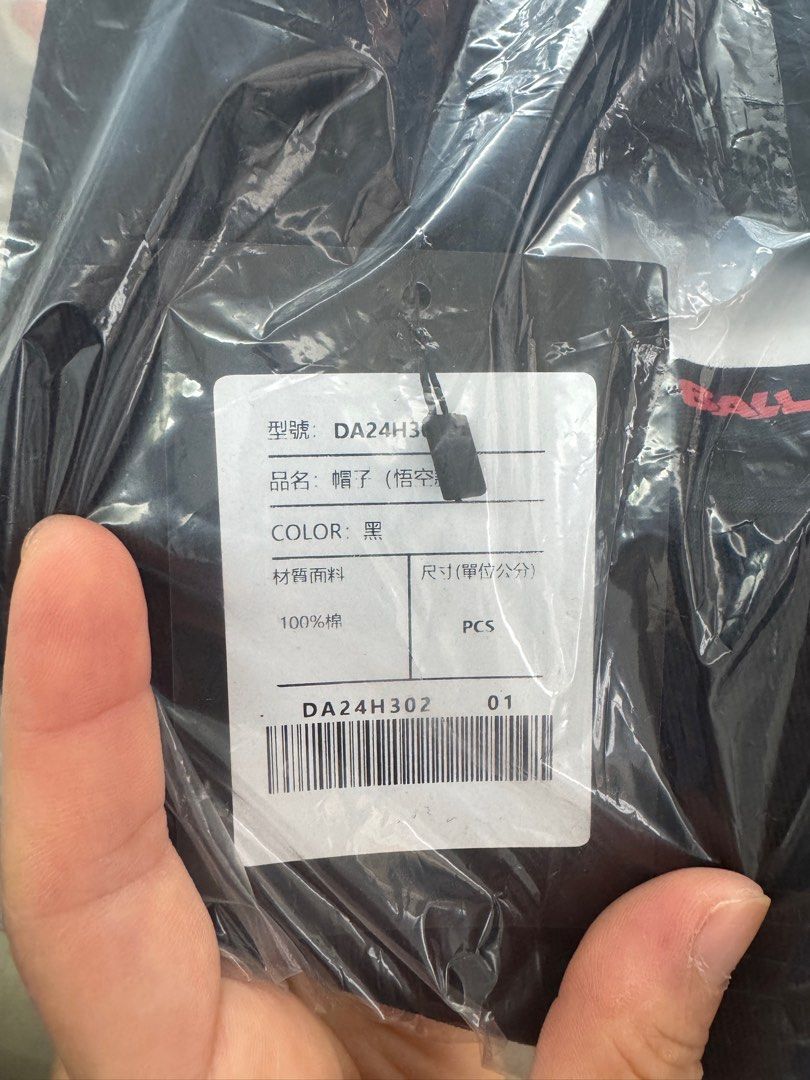 型號: DA24H30
品名: 帽子 (悟空
COLOR: 黑
材質面料
尺寸(單位公分)
100%棉
PCS
DA24H302 01
BALL